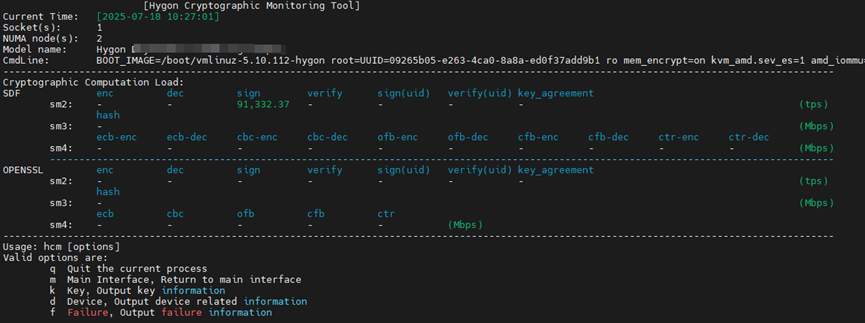 [Hygon Cryptographic Monitoring Tool]
Current Time: [2025-07-18 10:27:01]
Socket(s): 1
NUMA node(s): 2
Model name: Hygon
CmdLine: BOOT_IMAGE=/boot/vmlinuz-5.10.112-hygon root=UUID=09265b05-e263-4ca0-8a8a-ed0f37add9b1 ro mem_encrypt=on kvm_amd.sev_es=1 amd_iommu=
Cryptographic Computation Load:
SDF enc dec sign verify sign(uid) verify(uid) key_agreement
sm2: - - 91,332.37 - - - - (tps)
hash
sm3: - (Mbps)
ecb-enc ecb-dec cbc-enc cbc-dec ofb-enc ofb-dec cfb-enc cfb-dec ctr-enc ctr-dec
sm4: - - - - - - - - - - (Mbps)
OPENSSL enc dec sign verify sign(uid) verify(uid) key_agreement
sm2: - - - - - - - (tps)
hash
sm3: - (Mbps)
ecb cbc ofb cfb ctr
sm4: - - - - - (Mbps)
Usage: hcm [options]
Valid options are:
q Quit the current process
m Main Interface, Return to main interface
k Key, Output key information
d Device, Output device related information
f Failure, Output failure information